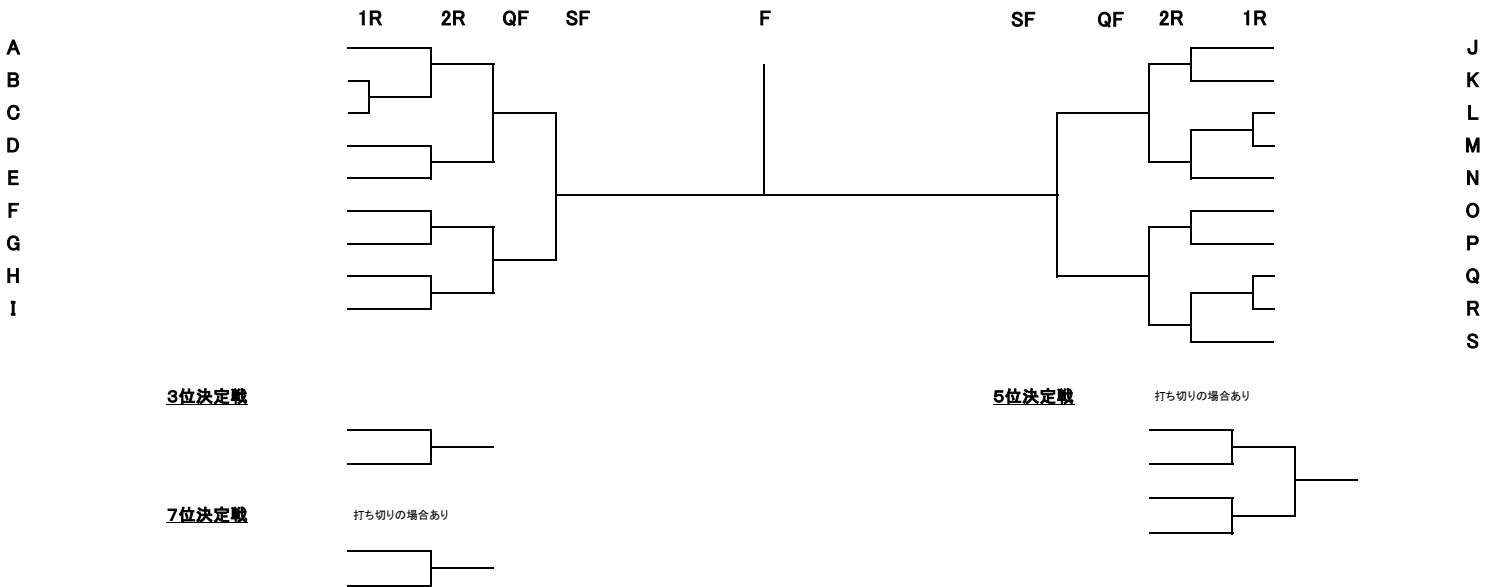 1R 2R QF SF F SF QF 2R 1R
A J
B K
C L
D M
E N
F O
G P
H Q
I R
S
3位決定戦 5位決定戦 打ち切りの場合あり
7位決定戦 打ち切りの場合あり